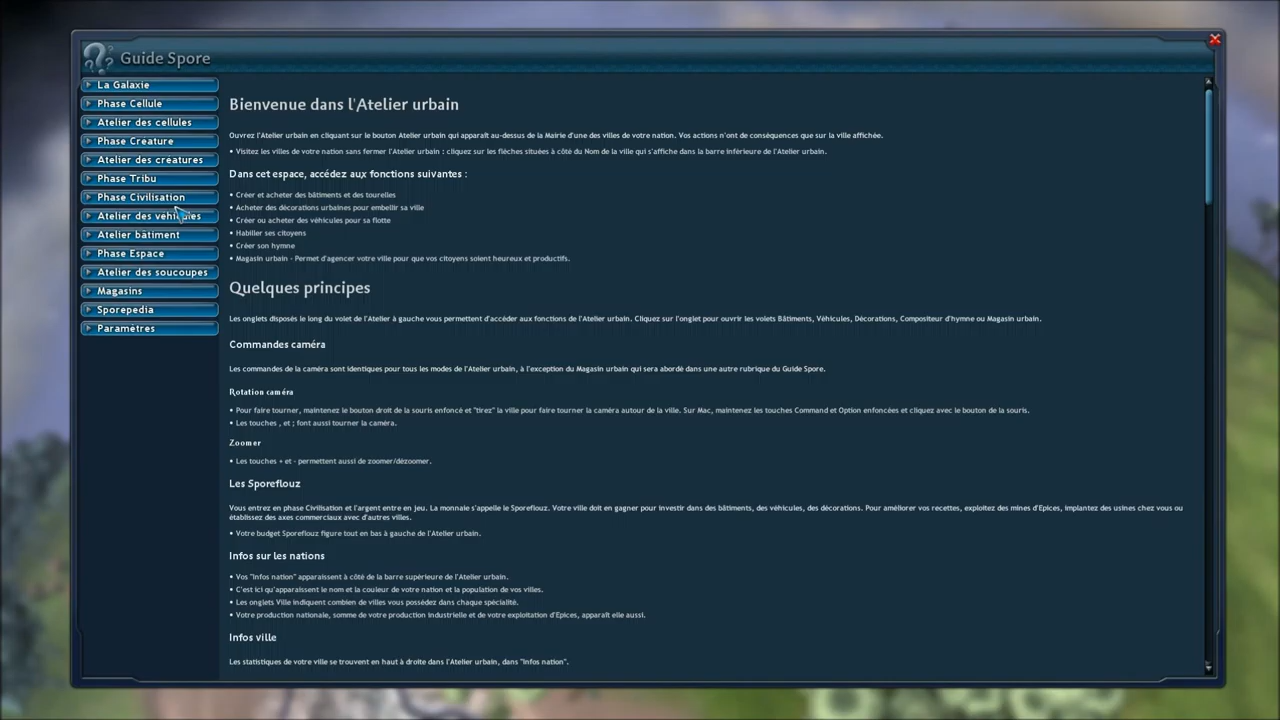 Guide Spore
La Galaxie
Phase Cellule
Atelier des cellules
Phase Créature
Atelier des créatures
Phase Tribu
Phase Civilisation
Atelier des véhicules
Atelier bâtiment
Phase Espace
Atelier des soucoupes
Magasins
Sporepedia
Paramètres
Bienvenue dans l'Atelier urbain
Ouvrez l'Atelier urbain en cliquant sur le bouton Atelier urbain qui apparaît au-dessus de la Mairie d'une des villes de votre nation. Vos actions n'ont de conséquences que sur la ville affichée.
• Visitez les villes de votre nation sans fermer l'Atelier urbain : cliquez sur les flèches situées à côté du Nom de la ville qui s'affiche dans la barre inférieure de l'Atelier urbain.
Dans cet espace, accédez aux fonctions suivantes :
• Créer et acheter des bâtiments et des tourelles
• Acheter des décorations urbaines pour embellir sa ville
• Créer ou acheter des véhicules pour sa flotte
• Habiller ses citoyens
• Créer son hymne
• Magasin urbain - Permet d'agencer votre ville pour que vos citoyens soient heureux et productifs.
Quelques principes
Les onglets disposés le long du volet de l'Atelier à gauche vous permettent d'accéder aux fonctions de l'Atelier urbain. Cliquez sur l'onglet pour ouvrir les volets Bâtiments, Véhicules, Décorations, Compositeur d'hymne ou Magasin urbain.
Commandes caméra
Les commandes de la caméra sont identiques pour tous les modes de l'Atelier urbain, à l'exception du Magasin urbain qui sera abordé dans une autre rubrique du Guide Spore.
Rotation caméra
• Pour faire tourner, maintenez le bouton droit de la souris enfoncé et "tirez" la ville pour faire tourner la caméra autour de la ville. Sur Mac, maintenez les touches Command et Option enfoncées et cliquez avec le bouton de la souris.
• Les touches , et ; font aussi tourner la caméra.
Zoomer
• Les touches + et - permettent aussi de zoomer/dézoomer.
Les Sporeflouz
Vous entrez en phase Civilisation et l'argent entre en jeu. La monnaie s'appelle le Sporeflouz. Votre ville doit en gagner pour investir dans des bâtiments, des véhicules, des décorations. Pour améliorer vos recettes, exploitez des mines d'Epices, implantez des usines chez vous ou
établissez des axes commerciaux avec d'autres villes.
• Votre budget Sporeflouz figure tout en bas à gauche de l'Atelier urbain.
Infos sur les nations
• Vos "Infos nation" apparaissent à côté de la barre supérieure de l'Atelier urbain.
• C'est ici qu'apparaissent le nom et la couleur de votre nation et la population de vos villes.
• Les onglets Ville indiquent combien de villes vous possédez dans chaque spécialité.
• Votre production nationale, somme de votre production industrielle et de votre exploitation d'Epices, apparaît elle aussi.
Infos ville
Les statistiques de votre ville se trouvent en haut à droite dans l'Atelier urbain, dans "Infos nation".